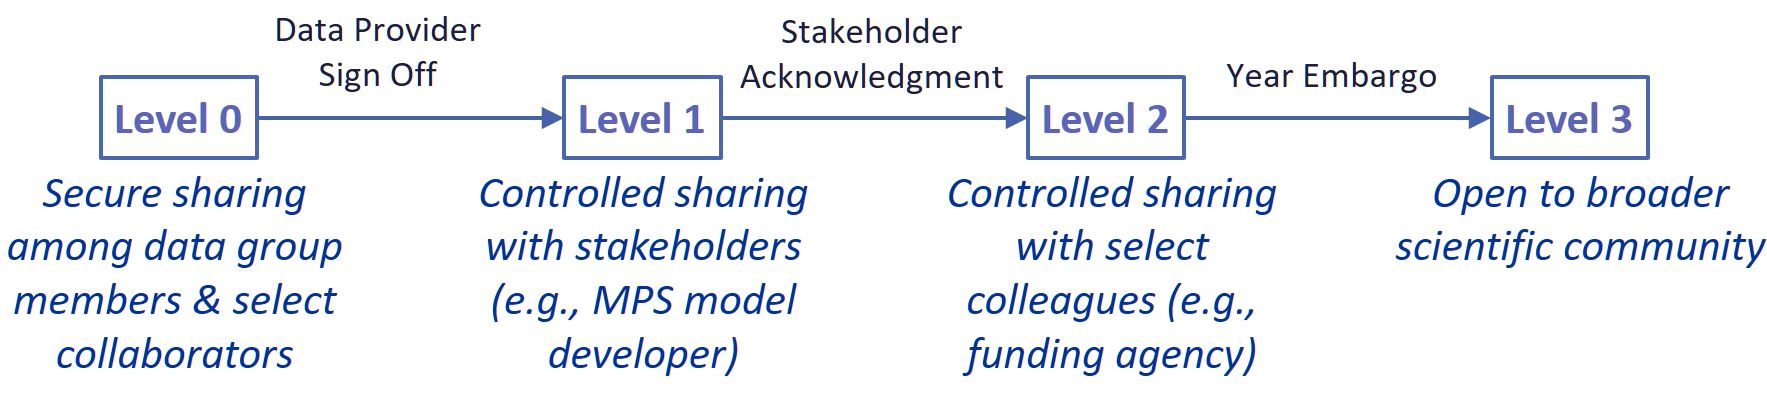 Data Provider
Sign Off
Stakeholder
Acknowledgment
Year Embargo
Level 0
Level 1
Level 2
Level 3
Secure sharing
among data group
members & select
collaborators
Controlled sharing
with stakeholders
(e.g., MPS model
developer)
Controlled sharing
with select
colleagues (e.g.,
funding agency)
Open to broader
scientific community